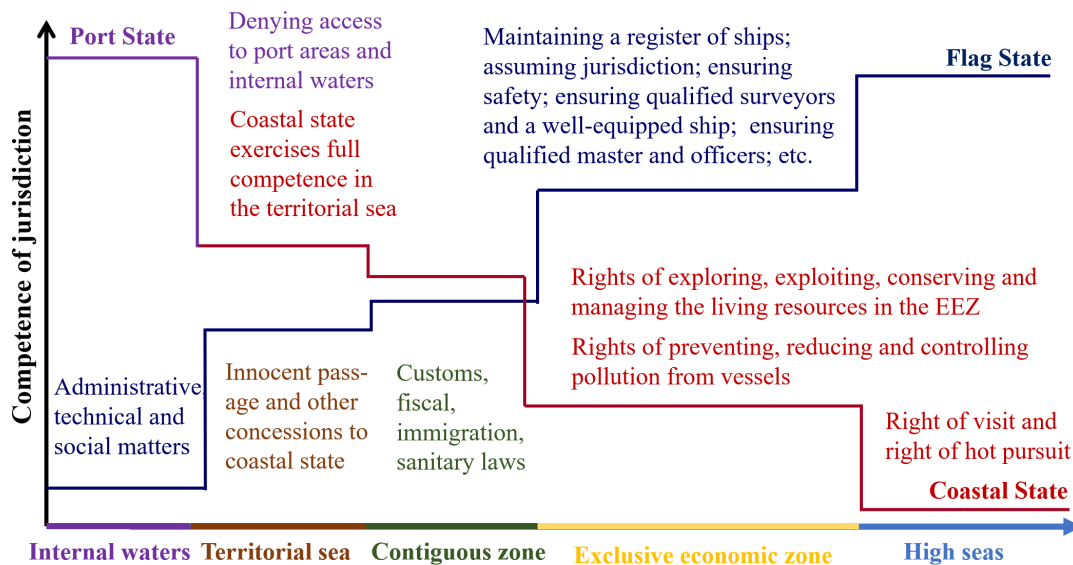 Port State
Denying access
to port areas and
internal waters
Coastal state
exercises full
competence in
the territorial sea
Maintaining a register of ships;
assuming jurisdiction; ensuring
safety; ensuring qualified surveyors
and a well-equipped ship; ensuring
qualified master and officers; etc.
Flag State
Competence of jurisdiction
Rights of exploring, exploiting, conserving and
managing the living resources in the EEZ
Rights of preventing, reducing and controlling
pollution from vessels
Administrative,
technical and
social matters
Innocent pass-
age and other
concessions to
coastal state
Customs,
fiscal,
immigration,
sanitary laws
Right of visit and
right of hot pursuit
Coastal State
Internal waters
Territorial sea
Contiguous zone
Exclusive economic zone
High seas